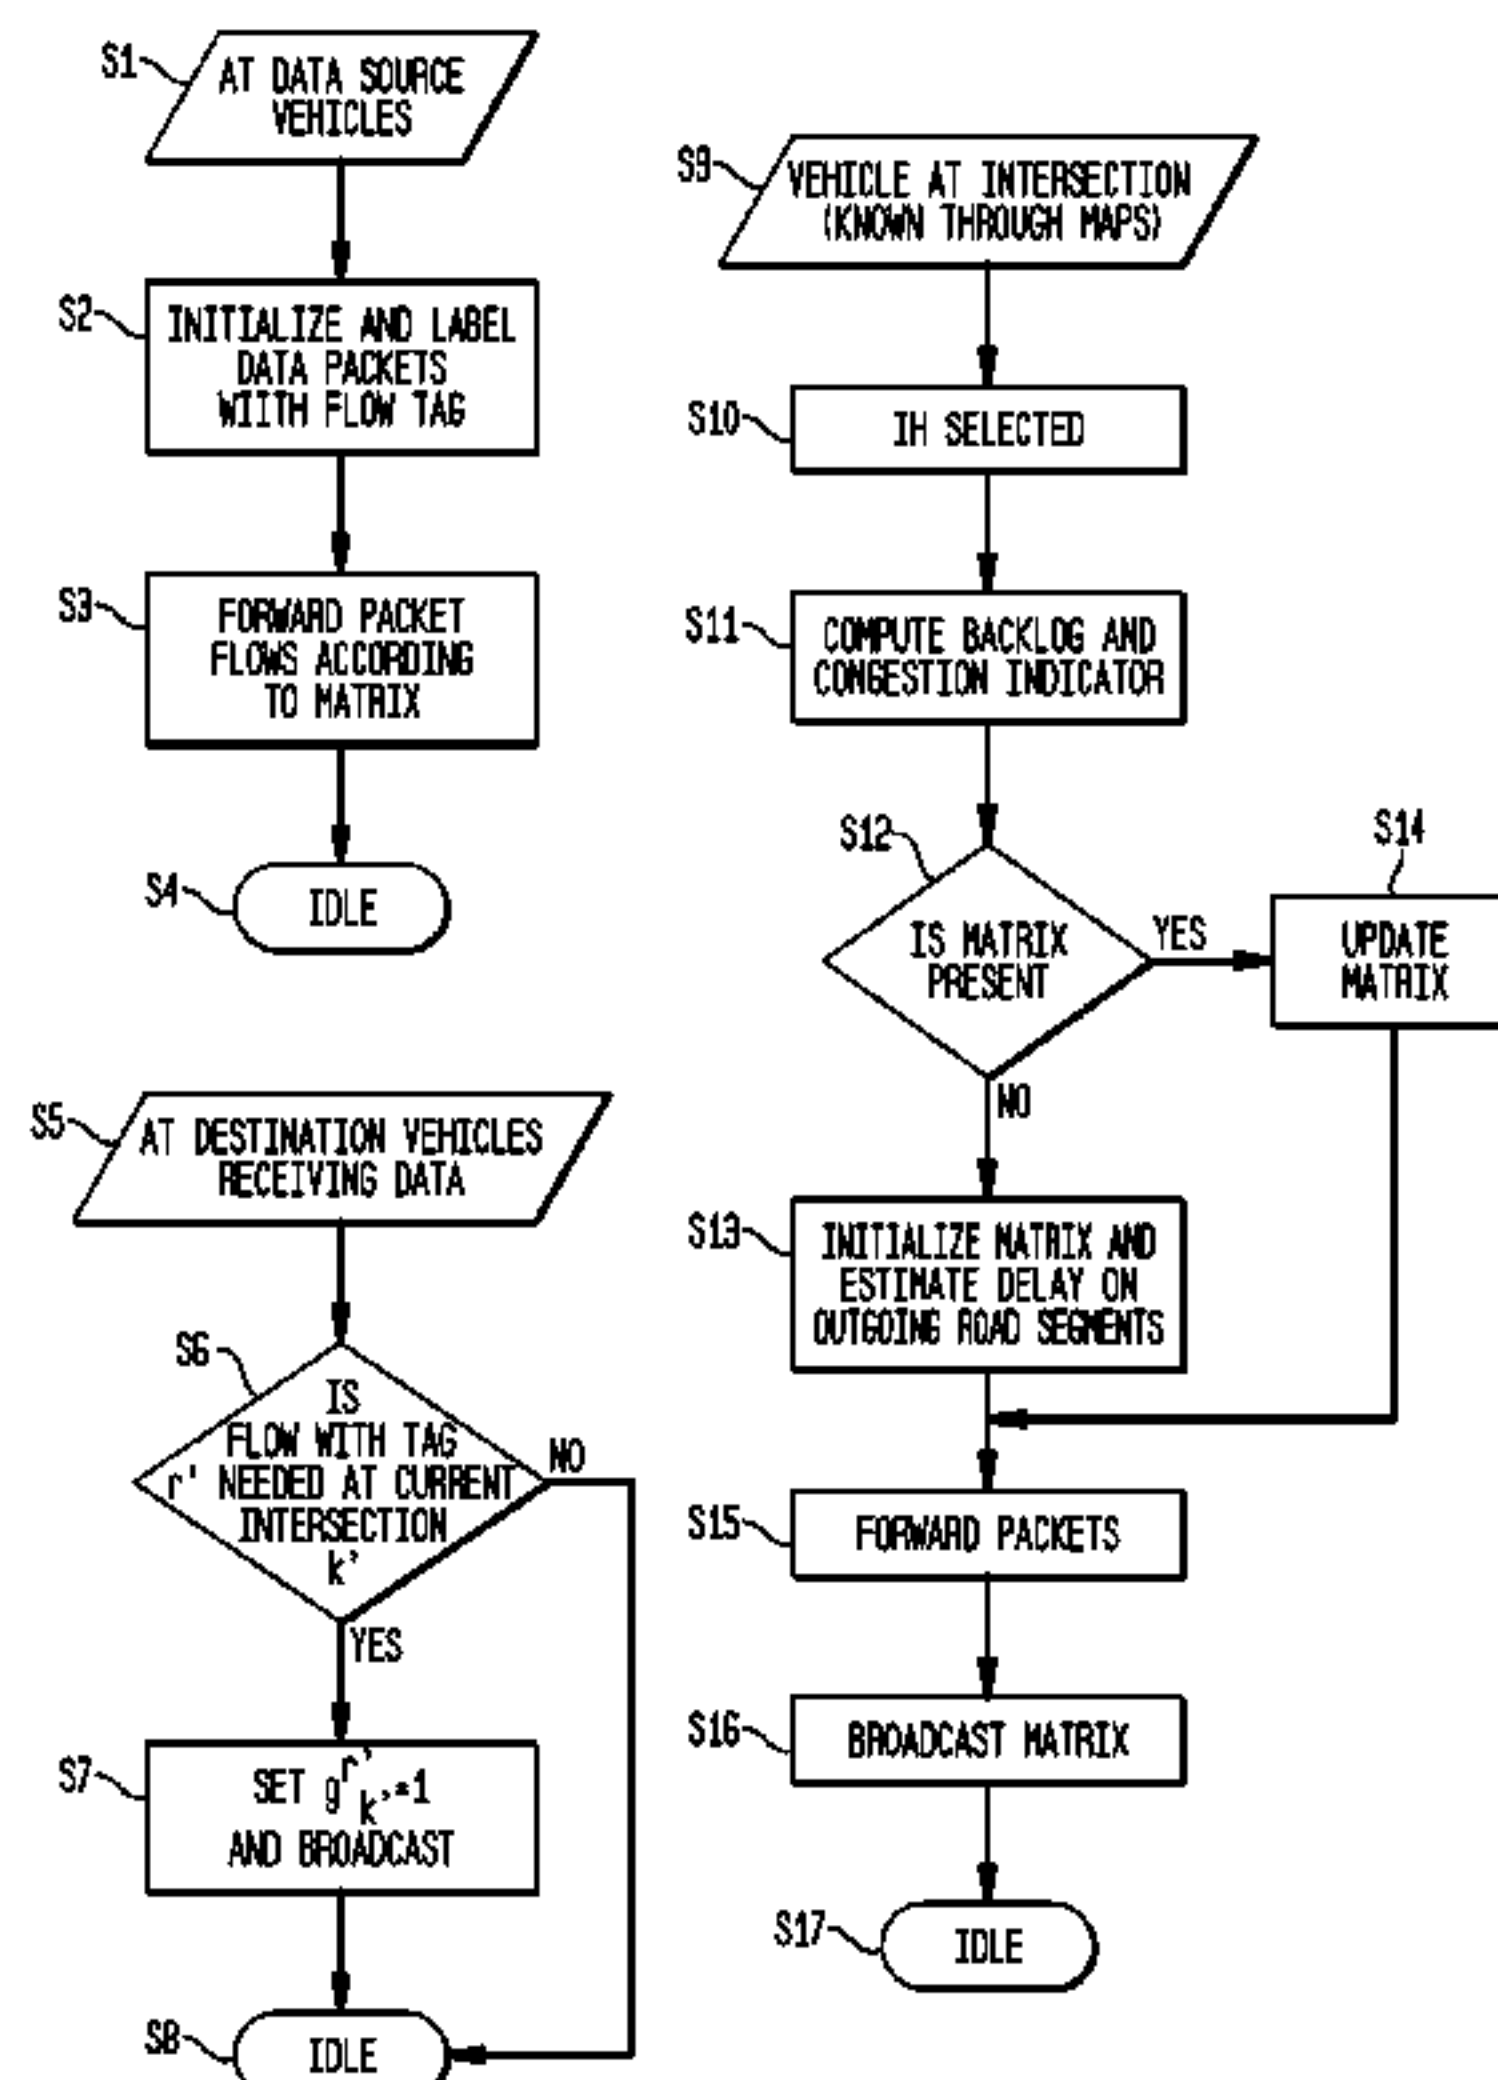 S1
AT DATA SOURCE
VEHICLES
S2
INITIALIZE AND LABEL
DATA PACKETS
WIITH FLOW TAG
S3
FORWARD PACKET
FLOWS ACCORDING
TO MATRIX
S4
IDLE
S5
AT DESTINATION VEHICLES
RECEIVING DATA
S6
IS
FLOW WITH TAG
r' NEEDED AT CURRENT
INTERSECTION
k'
NO
YES
S7
SET g^r'_k'=1
AND BROADCAST
S8
IDLE
S9
VEHICLE AT INTERSECTION
(KNOWN THROUGH MAPS)
S10
IH SELECTED
S11
COMPUTE BACKLOG AND
CONGESTION INDICATOR
S12
IS MATRIX
PRESENT
YES
S14
UPDATE
MATRIX
NO
S13
INITIALIZE MATRIX AND
ESTIMATE DELAY ON
OUTGOING ROAD SEGMENTS
S15
FORWARD PACKETS
S16
BROADCAST MATRIX
S17
IDLE